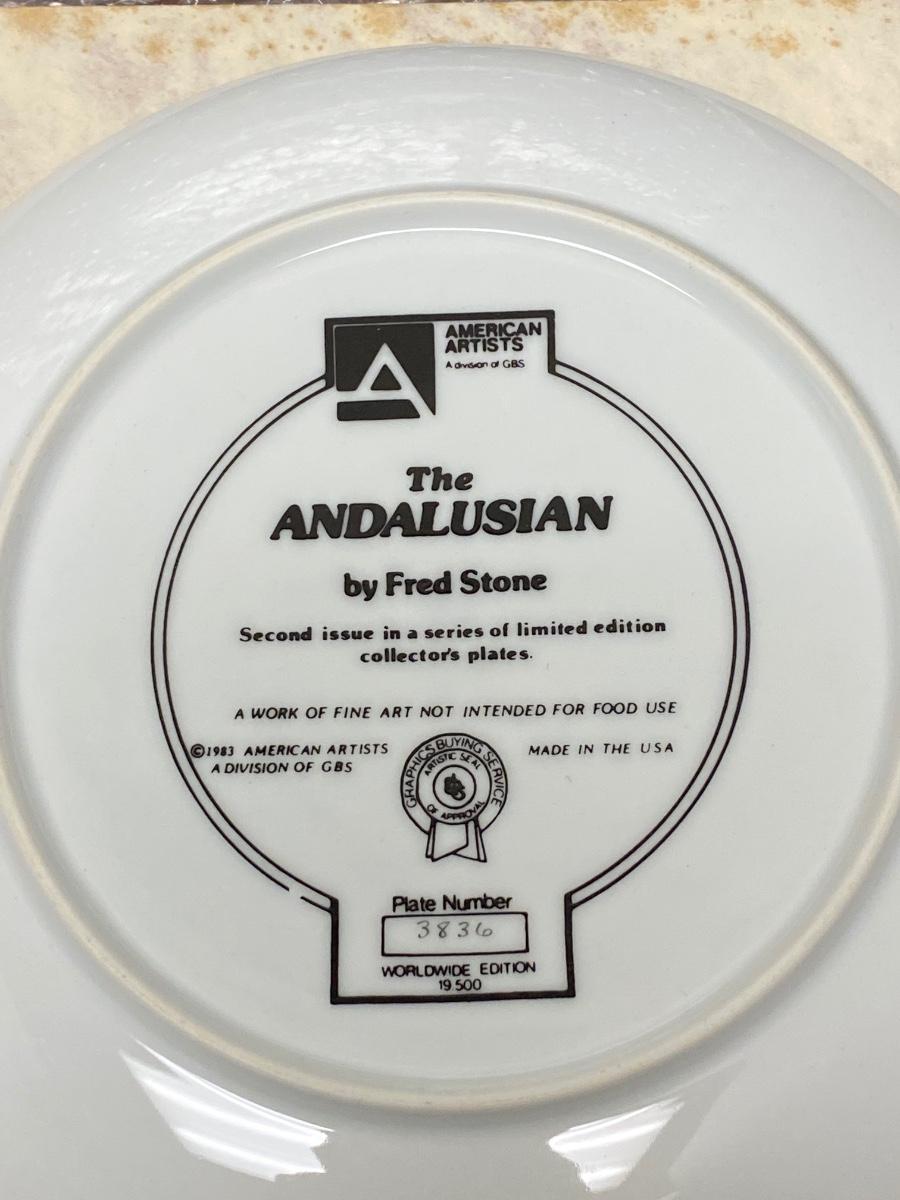 AMERICAN
ARTISTS
A division of GBS
The
ANDALUSIAN
by Fred Stone
Second issue in a series of limited edition
collector's plates.
A WORK OF FINE ART NOT INTENDED FOR FOOD USE
©1983 AMERICAN ARTISTS
A DIVISION OF GBS
GRAPHICS BUYING SERVICE
ARTISTIC SEAL
OF APPROVAL
MADE IN THE USA
Plate Number
3836
WORLDWIDE EDITION
19.500